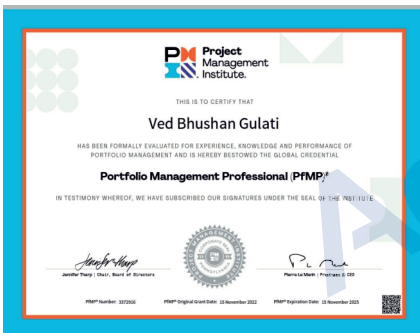 Project
Management
Institute.
THIS IS TO CERTIFY THAT
Ved Bhushan Gulati
HAS BEEN FORMALLY EVALUATED FOR EXPERIENCE, KNOWLEDGE AND PERFORMANCE OF
PORTFOLIO MANAGEMENT AND IS HEREBY BESTOWED THE GLOBAL CREDENTIAL
Portfolio Management Professional (PfMP)®
IN TESTIMONY WHEREOF, WE HAVE SUBSCRIBED OUR SIGNATURES UNDER THE SEAL OF THE INSTITUTE
Jennifer Tharp | Chair, Board of Directors
Pierre Le Manh | President & CEO
PfMP® Number: 3373916
PfMP® Original Grant Date: 15 November 2022
PfMP® Expiration Date: 15 November 2025